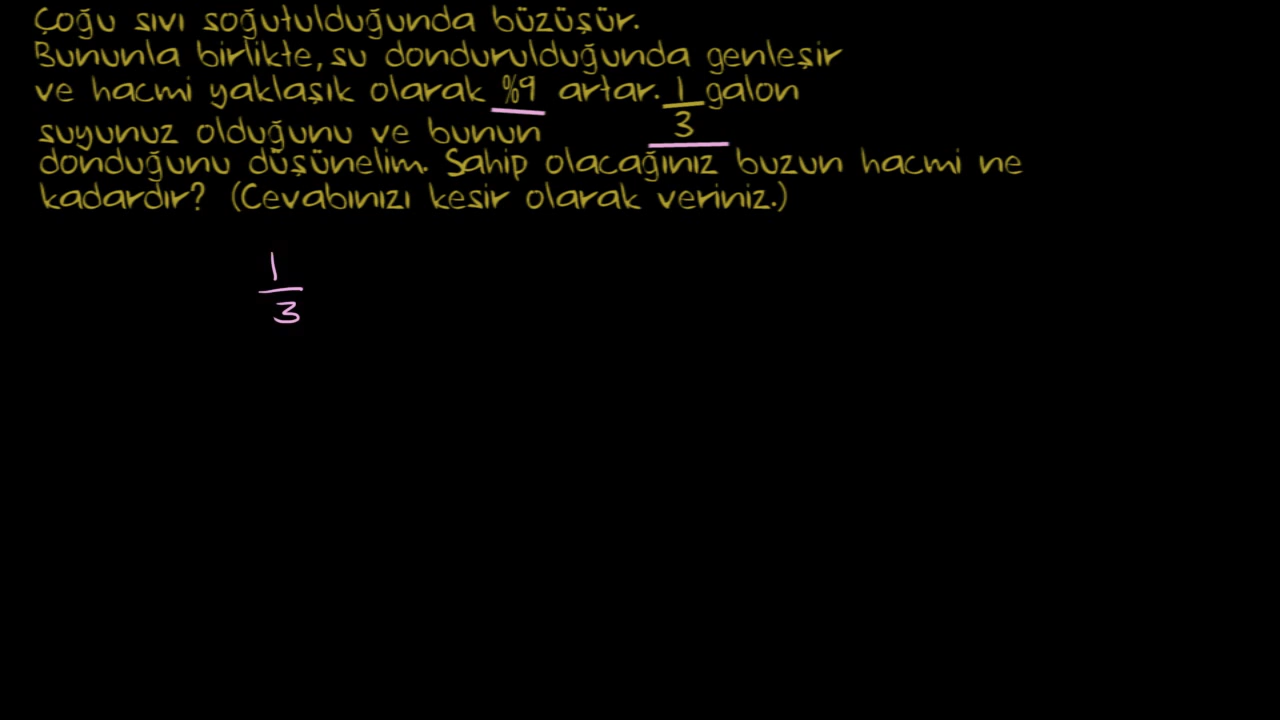 Çoğu sıvı soğutulduğunda büzüşür.
Bununla birlikte, su dondurulduğunda genleşir
ve hacmi yaklaşık olarak %9 artar. 1/3 galon
suyunuz olduğunu ve bunun
donduğunu düşünelim. Sahip olacağınız buzun hacmi ne
kadardır? (Cevabınızı kesir olarak veriniz.)
1/3